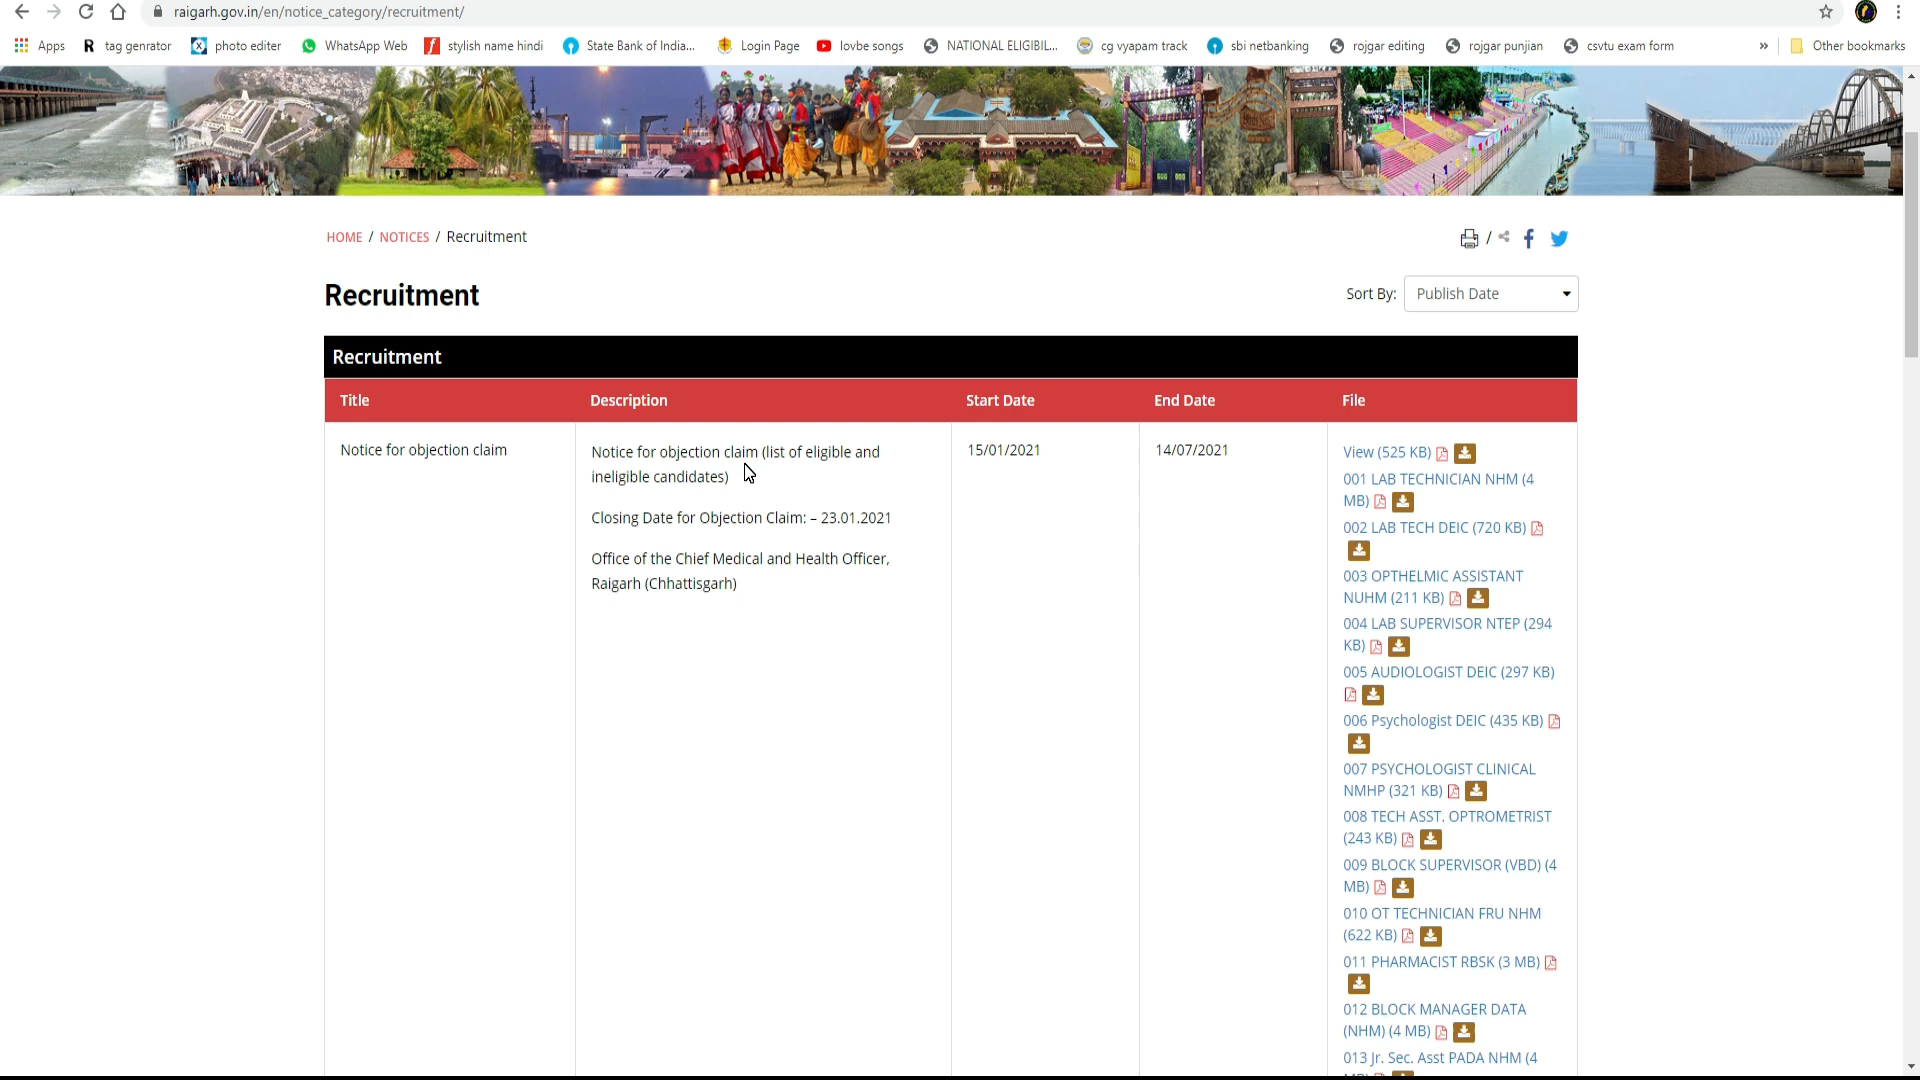 raigarh.gov.in/en/notice_category/recruitment/
Apps tag genrator photo editer WhatsApp Web stylish name hindi State Bank of India... Login Page lovbe songs NATIONAL ELIGIBIL... cg vyapam track sbi netbanking rojgar editing rojgar punjian csvtu exam form » Other bookmarks
HOME / NOTICES / Recruitment
/
Recruitment
Sort By: Publish Date
Recruitment
Title Description Start Date End Date File
Notice for objection claim
Notice for objection claim (list of eligible and
ineligible candidates)
Closing Date for Objection Claim: – 23.01.2021
Office of the Chief Medical and Health Officer,
Raigarh (Chhattisgarh)
15/01/2021
14/07/2021
View (525 KB)
001 LAB TECHNICIAN NHM (4
MB)
002 LAB TECH DEIC (720 KB)
003 OPTHELMIC ASSISTANT
NUHM (211 KB)
004 LAB SUPERVISOR NTEP (294
KB)
005 AUDIOLOGIST DEIC (297 KB)
006 Psychologist DEIC (435 KB)
007 PSYCHOLOGIST CLINICAL
NMHP (321 KB)
008 TECH ASST. OPTROMETRIST
(243 KB)
009 BLOCK SUPERVISOR (VBD) (4
MB)
010 OT TECHNICIAN FRU NHM
(622 KB)
011 PHARMACIST RBSK (3 MB)
012 BLOCK MANAGER DATA
(NHM) (4 MB)
013 Jr. Sec. Asst PADA NHM (4